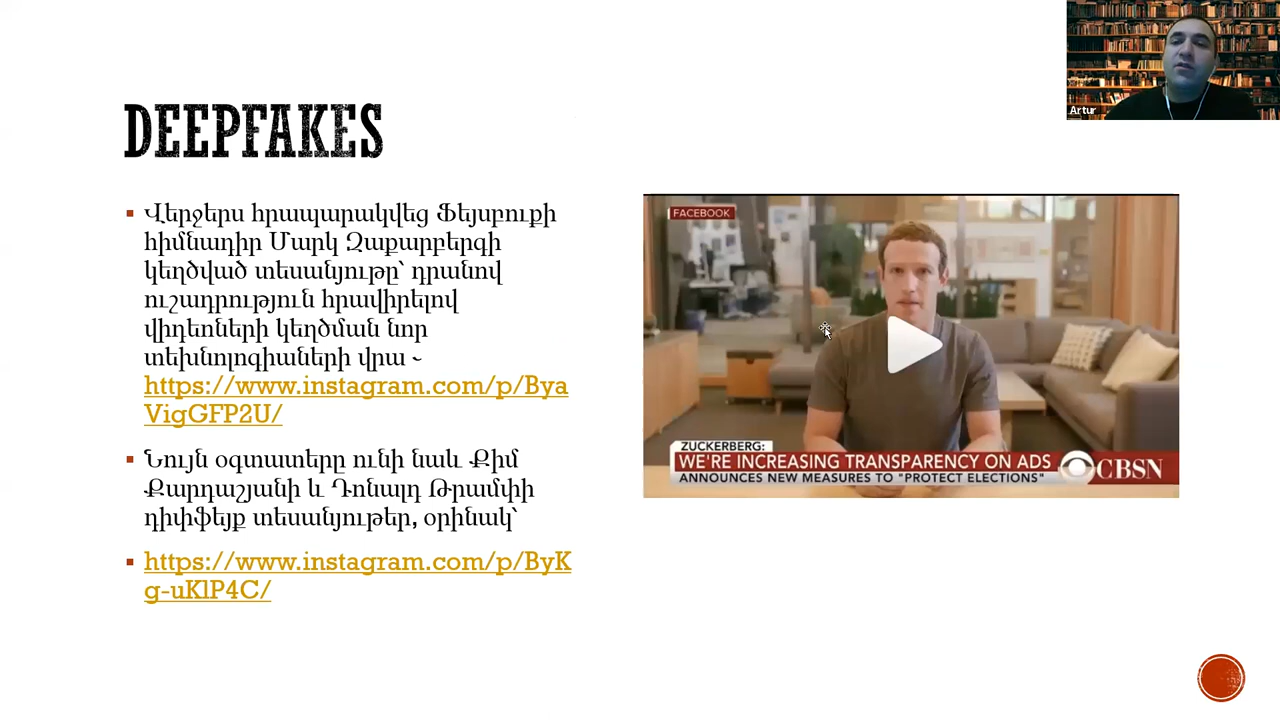 Artur
DEEPFAKES
Վերջերս հրապարակվեց Ֆեյսբուքի
հիմնադիր Մարկ Ցաքարբերգի
կեղծված տեսանյութը՝ դրանով
ուշադրություն հրավիրելով
վիդեոների կեղծման նոր
տեխնոլոգիաների վրա ֊
https://www.instagram.com/p/Bya
VigGFP2U/
Նույն օգտատերը ունի նաև Քիմ
Քարդաշյանի և Դոնալդ Թրամփի
դիփֆեյք տեսանյութեր, օրինակ՝
https://www.instagram.com/p/ByK
g-uKlP4C/
FACEBOOK
ZUCKERBERG:
WE'RE INCREASING TRANSPARENCY ON ADS
ANNOUNCES NEW MEASURES TO "PROTECT ELECTIONS"
CBSN